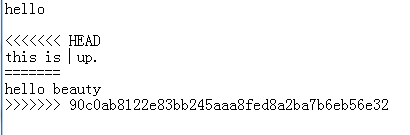 hello

<<<<<<< HEAD
this is up.
=======
hello beauty
>>>>>>> 90c0ab8122e83bb245aaa8fed8a2ba7b6eb56e32